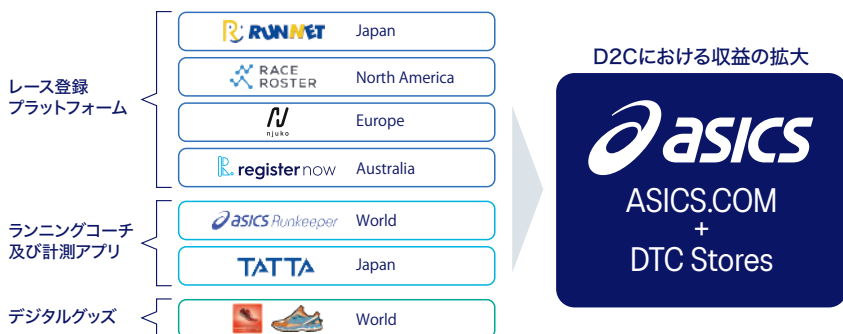 レース登録
プラットフォーム
RUNNET Japan
RACE
ROSTER North America
njuko Europe
R. register now Australia
ランニングコーチ
及び計測アプリ
asics Runkeeper World
TATTA Japan
デジタルグッズ
World
D2Cにおける収益の拡大
asics
ASICS.COM
+
DTC Stores